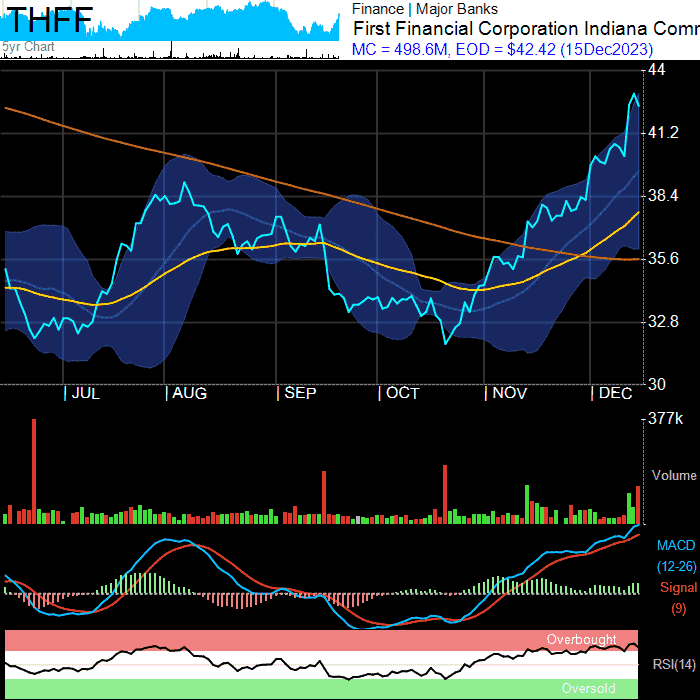 THFF
5yr Chart
Finance | Major Banks
First Financial Corporation Indiana Comm
MC = 498.6M, EOD = $42.42 (15Dec2023)
44
41.2
38.4
35.6
32.8
30
| JUL | AUG | SEP | OCT | NOV | DEC
377k
Volume
MACD
(12-26)
Signal
(9)
Overbought
RSI(14)
Oversold